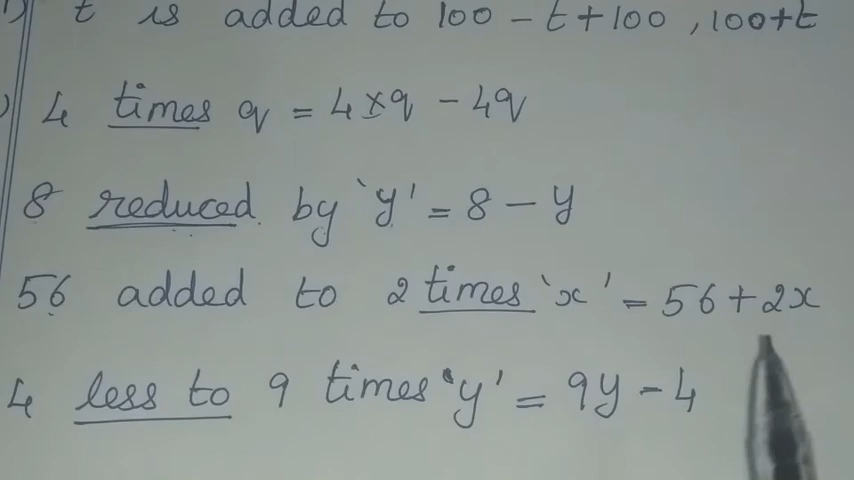 1) t is added to 100 - t + 100 , 100 + t
) 4 times q = 4 × q - 4q
8 reduced by 'y' = 8 - y
56 added to 2 times 'x' = 56 + 2x
4 less to 9 times 'y' = 9y - 4